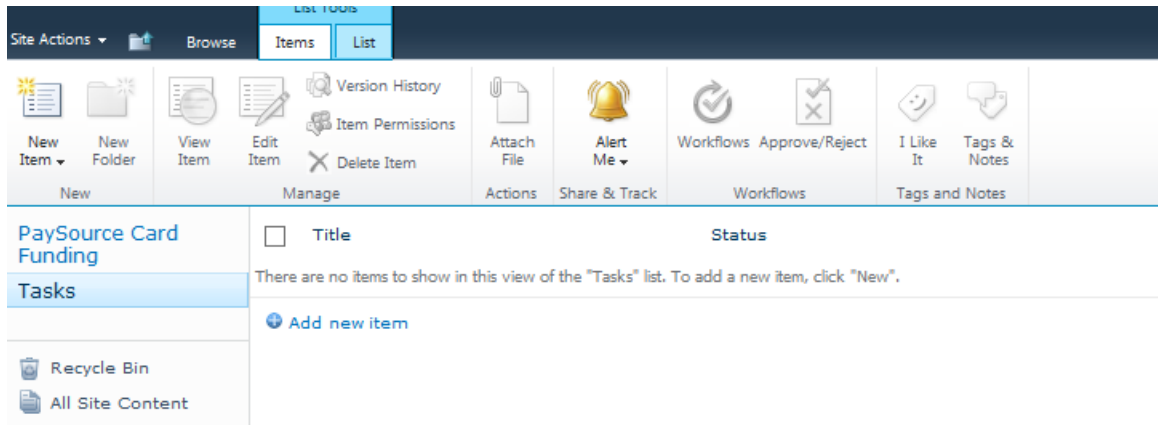 List Tools
Site Actions Browse Items List
Version History
Item Permissions
Delete Item
New Item New Folder View Item Edit Item Attach File Alert Me Workflows Approve/Reject I Like It Tags & Notes
New Manage Actions Share & Track Workflows Tags and Notes
PaySource Card
Funding
Tasks
Recycle Bin
All Site Content
Title Status
There are no items to show in this view of the "Tasks" list. To add a new item, click "New".
Add new item